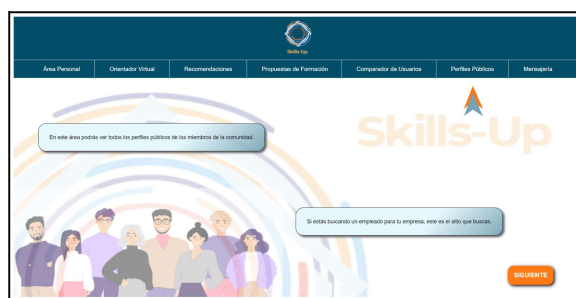 Skills-Up
Área Personal
Orientador Virtual
Recomendaciones
Propuestas de Formación
Comparador de Usuarios
Perfiles Públicos
Mensajería
Skills-Up
En este área podrás ver todos los perfiles públicos de los miembros de la comunidad.
Si estás buscando un empleado para tu empresa, este es el sitio que buscas.
SIGUIENTE